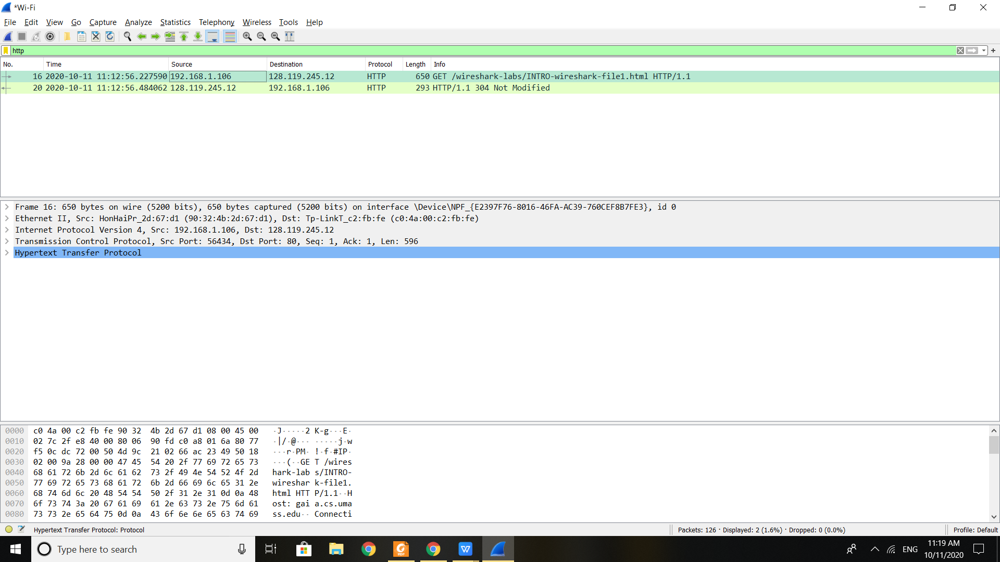 *Wi-Fi
File Edit View Go Capture Analyze Statistics Telephony Wireless Tools Help
http
No. Time Source Destination Protocol Length Info
16 2020-10-11 11:12:56.227590 192.168.1.106 128.119.245.12 HTTP 650 GET /wireshark-labs/INTRO-wireshark-file1.html HTTP/1.1
20 2020-10-11 11:12:56.484062 128.119.245.12 192.168.1.106 HTTP 293 HTTP/1.1 304 Not Modified
Frame 16: 650 bytes on wire (5200 bits), 650 bytes captured (5200 bits) on interface \Device\NPF_{E2397F76-8016-46FA-AC39-760CEF8B7FE3}, id 0
Ethernet II, Src: HonHaiPr_2d:67:d1 (90:32:4b:2d:67:d1), Dst: Tp-LinkT_c2:fb:fe (c0:4a:00:c2:fb:fe)
Internet Protocol Version 4, Src: 192.168.1.106, Dst: 128.119.245.12
Transmission Control Protocol, Src Port: 56434, Dst Port: 80, Seq: 1, Ack: 1, Len: 596
Hypertext Transfer Protocol
0000 c0 4a 00 c2 fb fe 90 32 4b 2d 67 d1 08 00 45 00 ·J·····2 K-g···E·
0010 02 7c 2f e8 40 00 80 06 90 fd c0 a8 01 6a 80 77 ·|/·@··· ·····j·w
0020 f5 0c dc 72 00 50 4d 9c 21 02 66 ac 23 49 50 18 ···r·PM· !·f·#IP·
0030 02 00 9a 28 00 00 47 45 54 20 2f 77 69 72 65 73 ···(··GE T /wires
0040 68 61 72 6b 2d 6c 61 62 73 2f 49 4e 54 52 4f 2d hark-lab s/INTRO-
0050 77 69 72 65 73 68 61 72 6b 2d 66 69 6c 65 31 2e wireshar k-file1.
0060 68 74 6d 6c 20 48 54 54 50 2f 31 2e 31 0d 0a 48 html HTT P/1.1··H
0070 6f 73 74 3a 20 67 61 69 61 2e 63 73 2e 75 6d 61 ost: gai a.cs.uma
0080 73 73 2e 65 64 75 0d 0a 43 6f 6e 6e 65 63 74 69 ss.edu·· Connecti
Hypertext Transfer Protocol: Protocol Packets: 126 · Displayed: 2 (1.6%) · Dropped: 0 (0.0%) Profile: Default
Type here to search
PDF
W
ENG
11:19 AM
10/11/2020